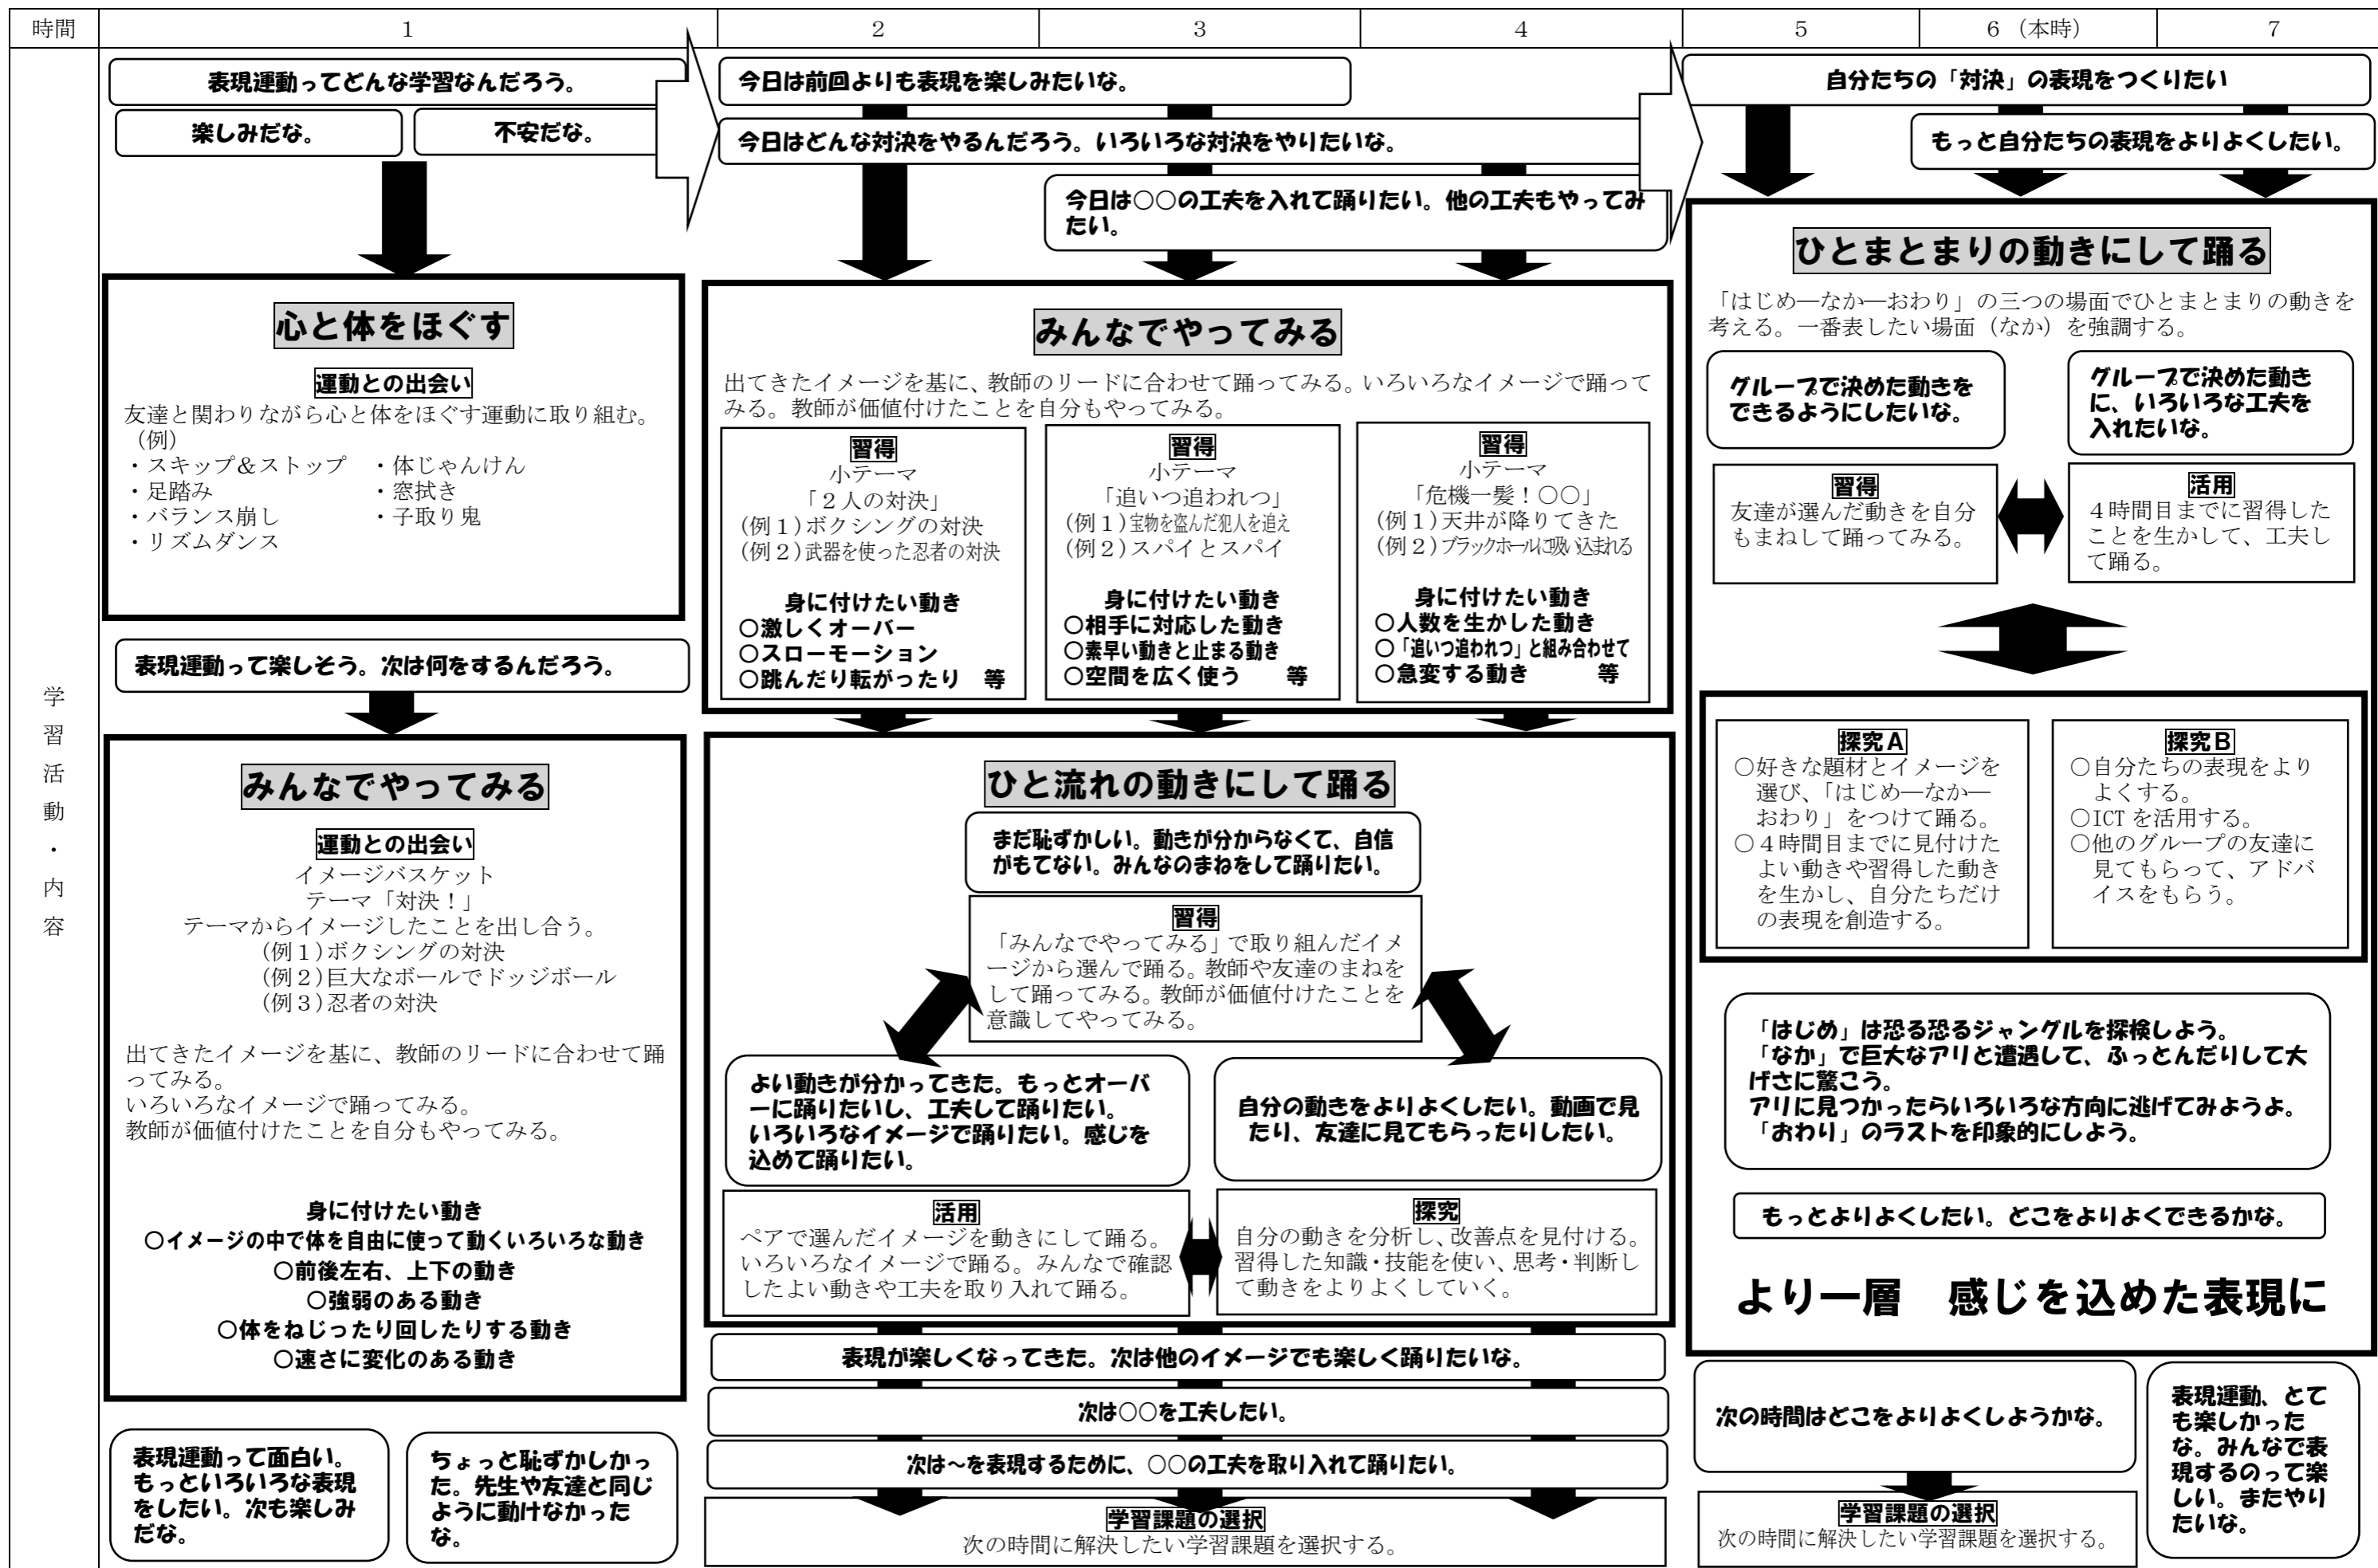 時間
1
2
3
4
5
6（本時）
7
学
習
活
動
・
内
容
表現運動ってどんな学習なんだろう。
楽しみだな。
不安だな。
心と体をほぐす
運動との出会い
友達と関わりながら心と体をほぐす運動に取り組む。
（例）
・スキップ＆ストップ　・体じゃんけん
・足踏み　・窓拭き
・バランス崩し　・子取り鬼
・リズムダンス
表現運動って楽しそう。次は何をするんだろう。
みんなでやってみる
運動との出会い
イメージバスケット
テーマ「対決！」
テーマからイメージしたことを出し合う。
(例１)ボクシングの対決
(例２)巨大なボールでドッジボール
(例３)忍者の対決
出てきたイメージを基に、教師のリードに合わせて踊
ってみる。
いろいろなイメージで踊ってみる。
教師が価値付けたことを自分もやってみる。
身に付けたい動き
〇イメージの中で体を自由に使って動くいろいろな動き
〇前後左右、上下の動き
〇強弱のある動き
〇体をねじったり回したりする動き
〇速さに変化のある動き
表現運動って面白い。
もっといろいろな表現
をしたい。次も楽しみ
だな。
ちょっと恥ずかしかっ
た。先生や友達と同じ
ように動けなかった
な。
今日は前回よりも表現を楽しみたいな。
今日はどんな対決をやるんだろう。いろいろな対決をやりたいな。
今日は〇〇の工夫を入れて踊りたい。他の工夫もやってみ
たい。
みんなでやってみる
出てきたイメージを基に、教師のリードに合わせて踊ってみる。いろいろなイメージで踊って
みる。教師が価値付けたことを自分もやってみる。
習得
小テーマ
「２人の対決」
(例１)ボクシングの対決
(例２)武器を使った忍者の対決
身に付けたい動き
〇激しくオーバー
〇スローモーション
〇跳んだり転がったり　等
習得
小テーマ
「追いつ追われつ」
(例１)宝物を盗んだ犯人を追え
(例２)スパイとスパイ
身に付けたい動き
〇相手に対応した動き
〇素早い動きと止まる動き
〇空間を広く使う　等
習得
小テーマ
「危機一髪！〇〇」
(例１)天井が降りてきた
(例２)ブラックホールに吸い込まれる
身に付けたい動き
〇人数を生かした動き
〇「追いつ追われつ」と組み合わせて
〇急変する動き　等
ひと流れの動きにして踊る
まだ恥ずかしい。動きが分からなくて、自信
がもてない。みんなのまねをして踊りたい。
習得
「みんなでやってみる」で取り組んだイメ
ージから選んで踊る。教師や友達のまねを
して踊ってみる。教師が価値付けたことを
意識してやってみる。
よい動きが分かってきた。もっとオーバ
ーに踊りたいし、工夫して踊りたい。
いろいろなイメージで踊りたい。感じを
込めて踊りたい。
自分の動きをよりよくしたい。動画で見
たり、友達に見てもらったりしたい。
活用
ペアで選んだイメージを動きにして踊る。
いろいろなイメージで踊る。みんなで確認
したよい動きや工夫を取り入れて踊る。
探究
自分の動きを分析し、改善点を見付ける。
習得した知識・技能を使い、思考・判断し
て動きをよりよくしていく。
表現が楽しくなってきた。次は他のイメージでも楽しく踊りたいな。
次は〇〇を工夫したい。
次は～を表現するために、〇〇の工夫を取り入れて踊りたい。
学習課題の選択
次の時間に解決したい学習課題を選択する。
自分たちの「対決」の表現をつくりたい
もっと自分たちの表現をよりよくしたい。
ひとまとまりの動きにして踊る
「はじめ―なか―おわり」の三つの場面でひとまとまりの動きを
考える。一番表したい場面（なか）を強調する。
グループで決めた動きを
できるようにしたいな。
グループで決めた動き
に、いろいろな工夫を
入れたいな。
習得
友達が選んだ動きを自分
もまねして踊ってみる。
活用
４時間目までに習得した
ことを生かして、工夫し
て踊る。
探究Ａ
〇好きな題材とイメージを
選び、「はじめ―なか―
おわり」をつけて踊る。
〇４時間目までに見付けた
よい動きや習得した動き
を生かし、自分たちだけ
の表現を創造する。
探究Ｂ
〇自分たちの表現をより
よくする。
〇ICT を活用する。
〇他のグループの友達に
見てもらって、アドバ
イスをもらう。
「はじめ」は恐る恐るジャングルを探検しよう。
「なか」で巨大なアリと遭遇して、ふっとんだりして大
げさに驚こう。
アリに見つかったらいろいろな方向に逃げてみようよ。
「おわり」のラストを印象的にしよう。
もっとよりよくしたい。どこをよりよくできるかな。
より一層　感じを込めた表現に
次の時間はどこをよりよくしようかな。
学習課題の選択
次の時間に解決したい学習課題を選択する。
表現運動、とて
も楽しかった
な。みんなで表
現するのって楽
しい。またやり
たいな。